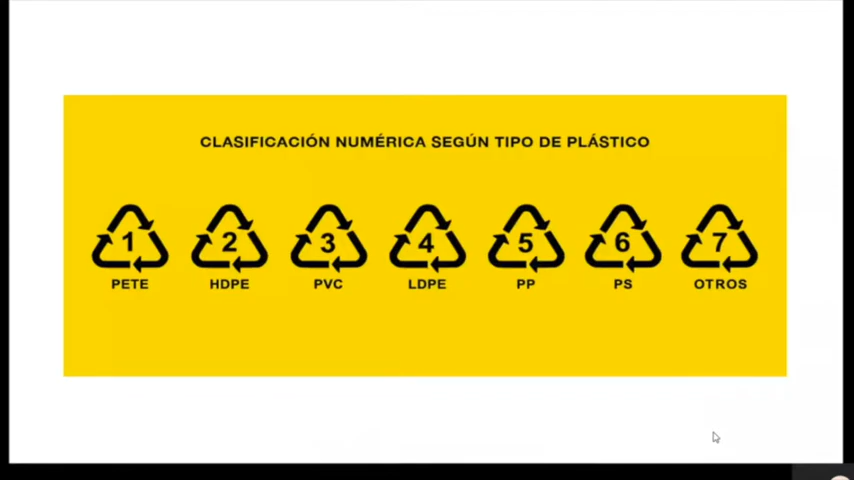 CLASIFICACIÓN NUMÉRICA SEGÚN TIPO DE PLÁSTICO
1 2 3 4 5 6 7
PETE HDPE PVC LDPE PP PS OTROS